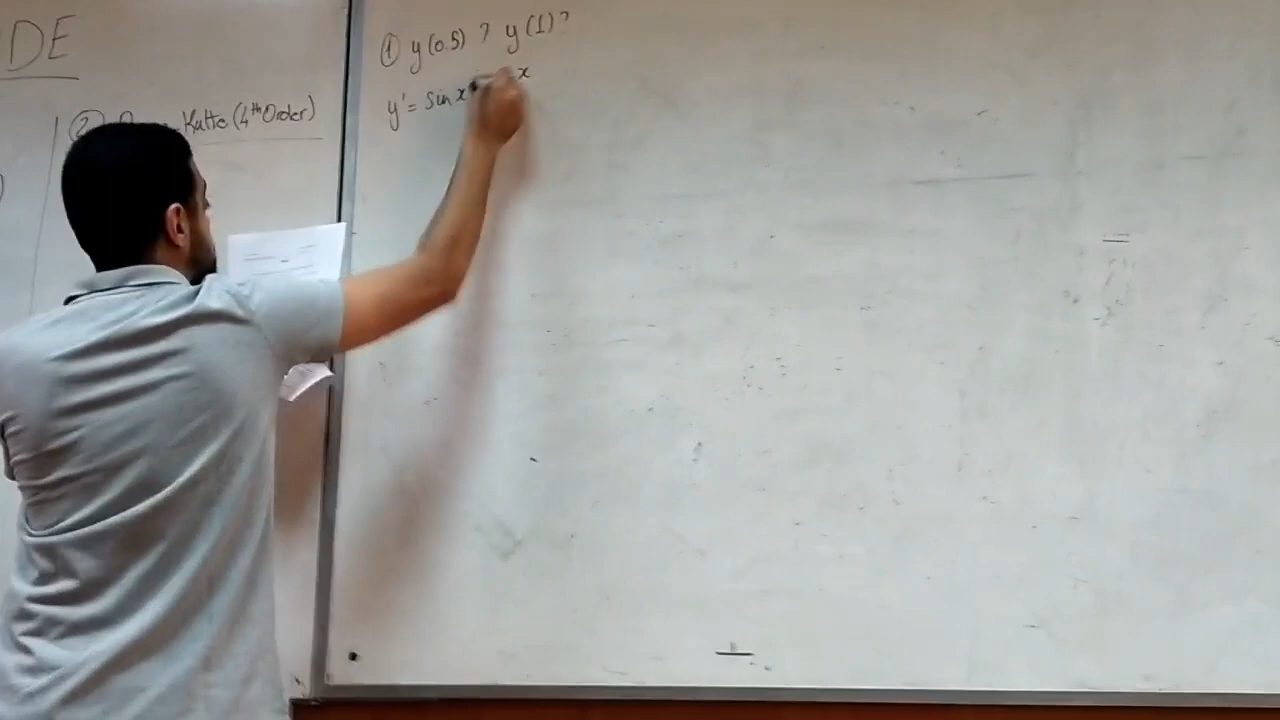 DE
② Kutta (4th Order)
① y(0.5) ? y(1)?
y' = Sin x x